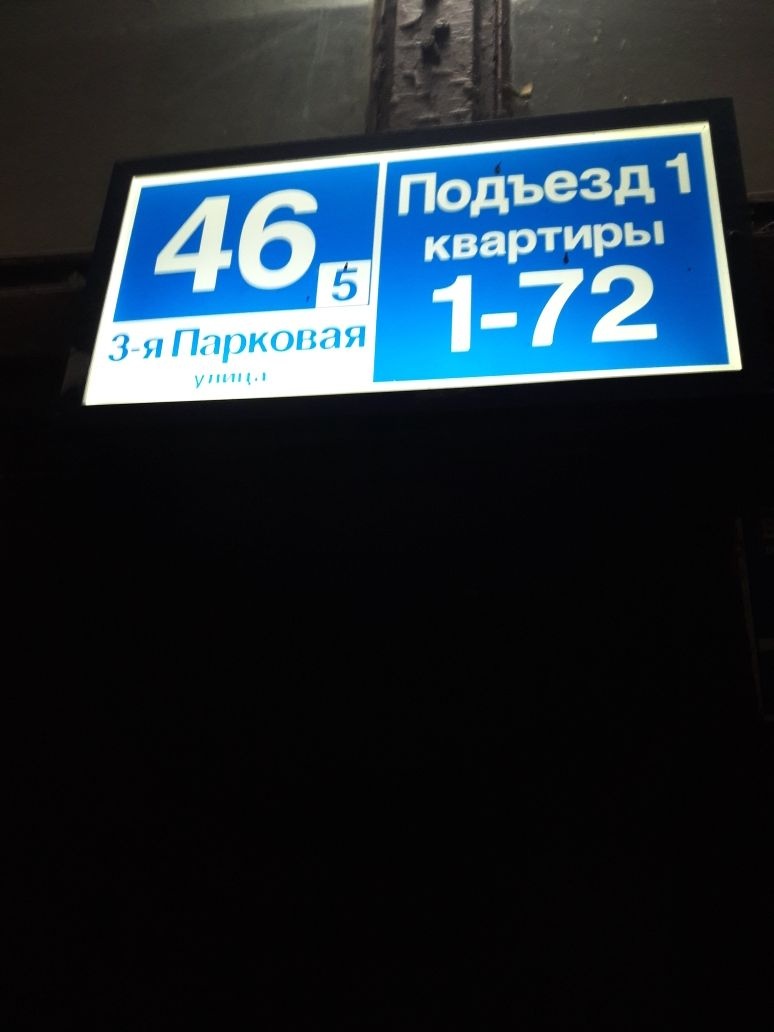 46
5
3-я Парковая
улица
Подъезд 1
квартиры
1-72